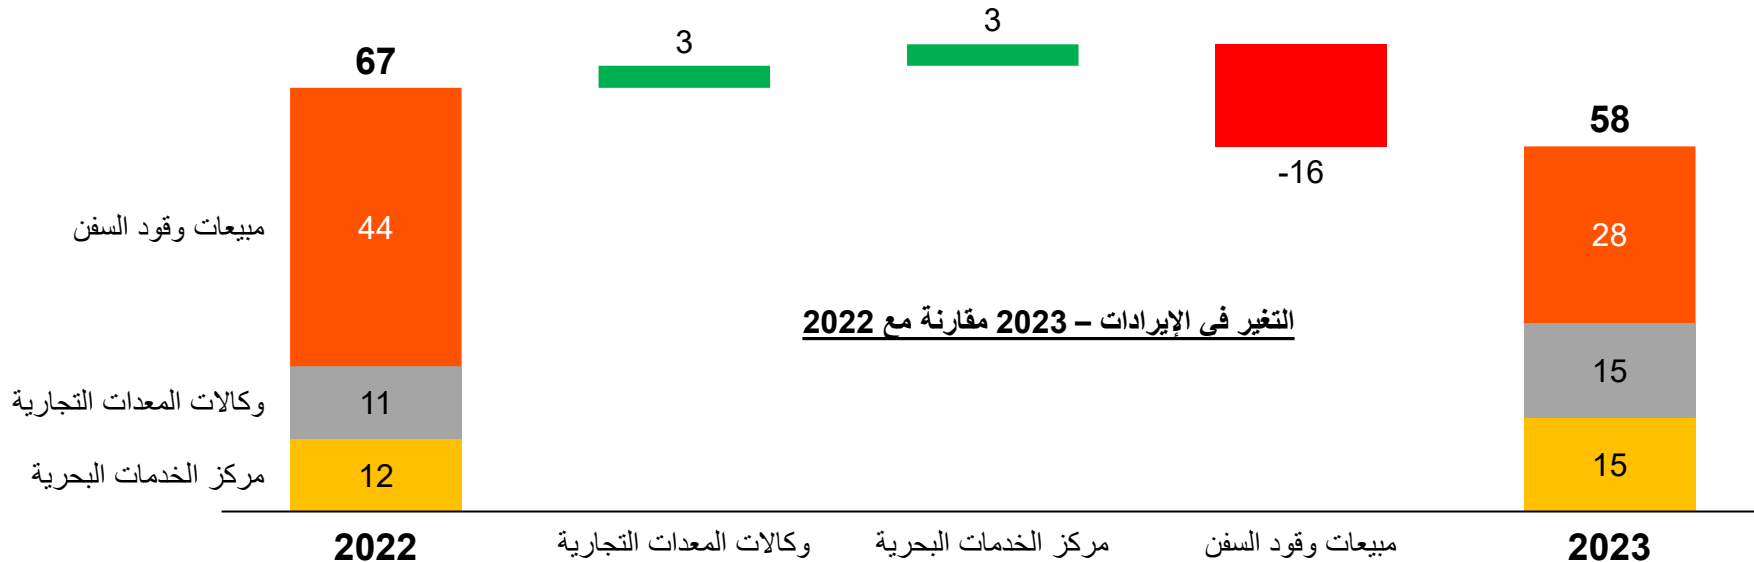 67
3
3
-16
58
مبيعات وقود السفن
44
28
التغير في الإيرادات – 2023 مقارنة مع 2022
وكالات المعدات التجارية
11
15
مركز الخدمات البحرية
12
15
2022
وكالات المعدات التجارية
مركز الخدمات البحرية
مبيعات وقود السفن
2023